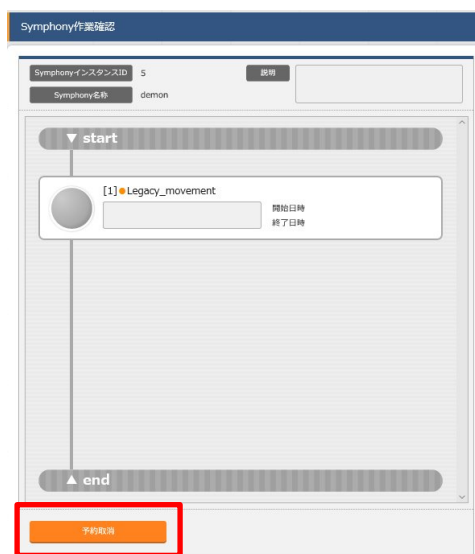 Symphony作業確認
SymphonyインスタンスID 5 説明
Symphony名称 demon
▼ start
[1]●Legacy_movement
開始日時
終了日時
▲ end
予約取消